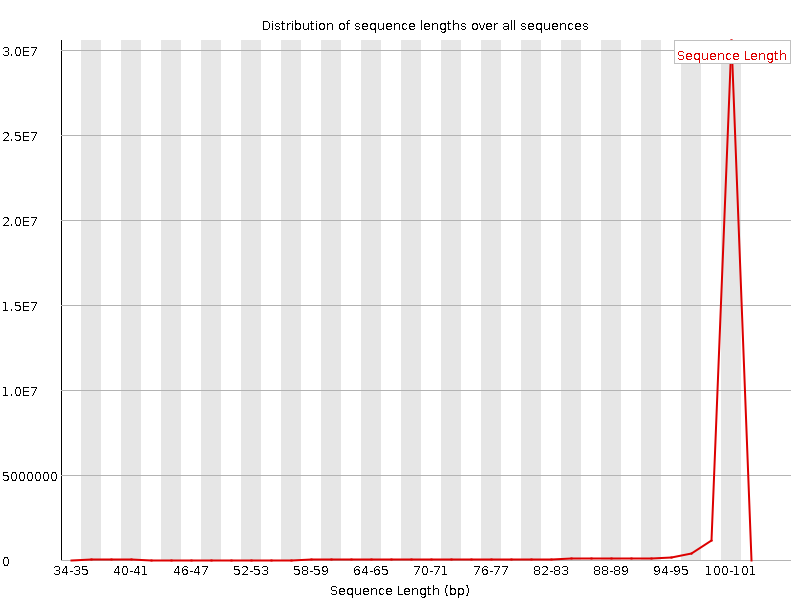 Distribution of sequence lengths over all sequences
Sequence Length
3.0E7
2.5E7
2.0E7
1.5E7
1.0E7
5000000
0
34-35 40-41 46-47 52-53 58-59 64-65 70-71 76-77 82-83 88-89 94-95 100-101
Sequence Length (bp)